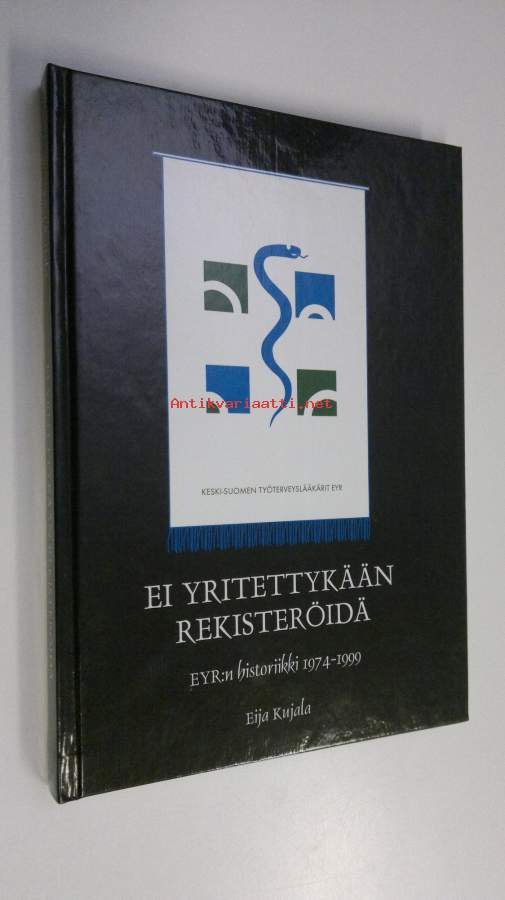 Antikvariaatti.net
KESKI-SUOMEN TYÖTERVEYSLÄÄKÄRIT EYR
EI YRITETTYKÄÄN
REKISTERÖIDÄ
EYR:n historiikki 1974-1999
Eija Kujala